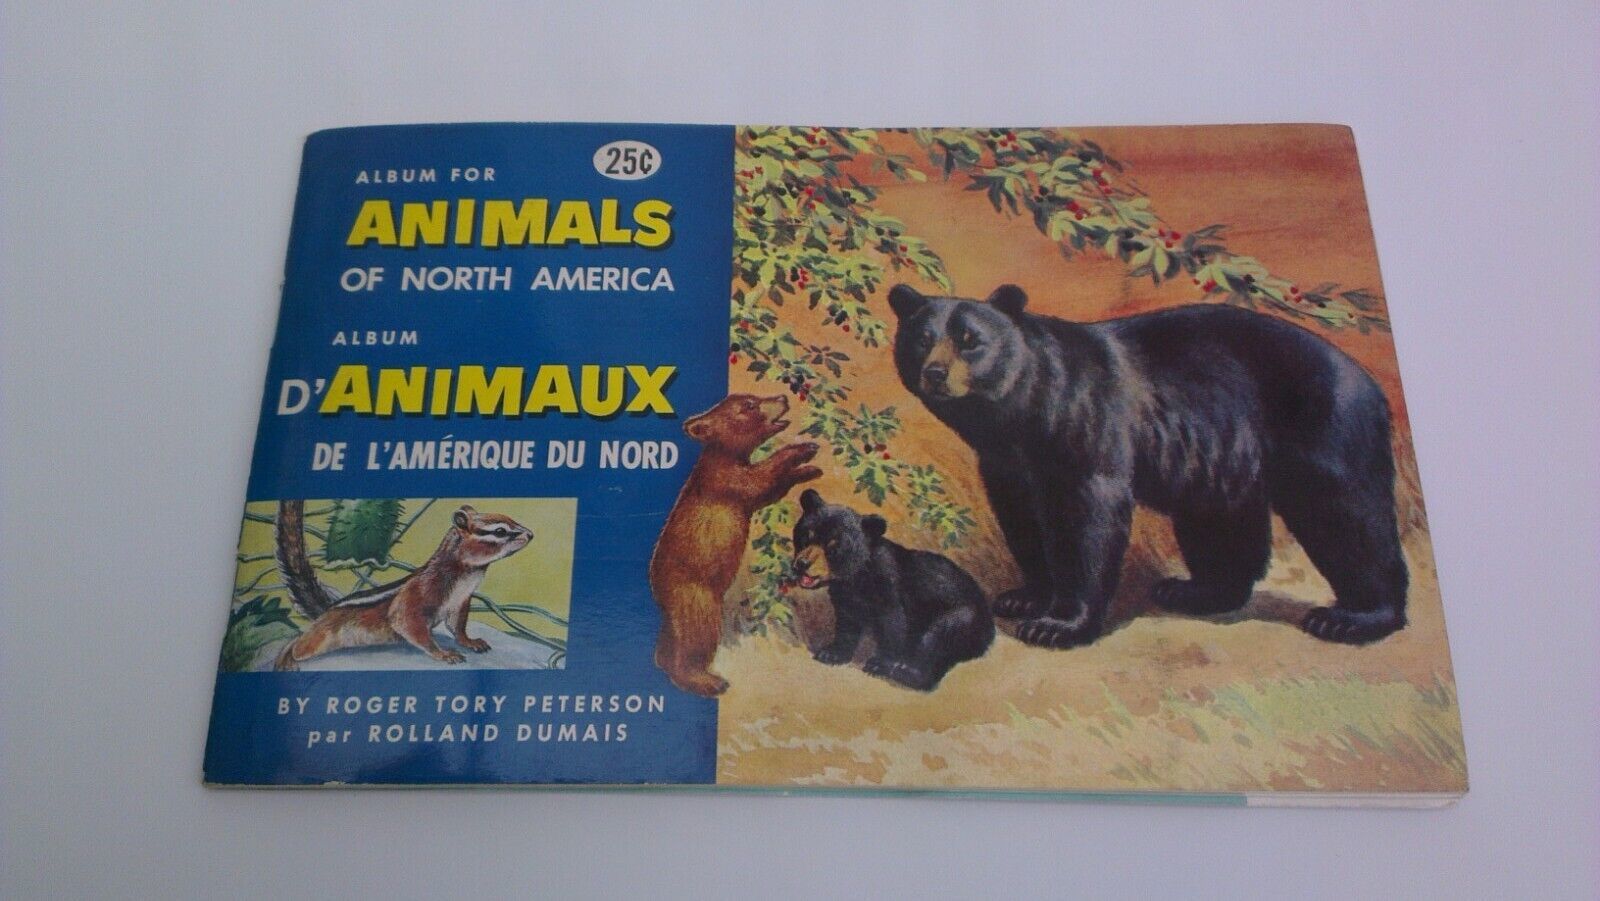 25¢
ALBUM FOR
ANIMALS
OF NORTH AMERICA
ALBUM
D'ANIMAUX
DE L'AMÉRIQUE DU NORD
BY ROGER TORY PETERSON
par ROLLAND DUMAIS